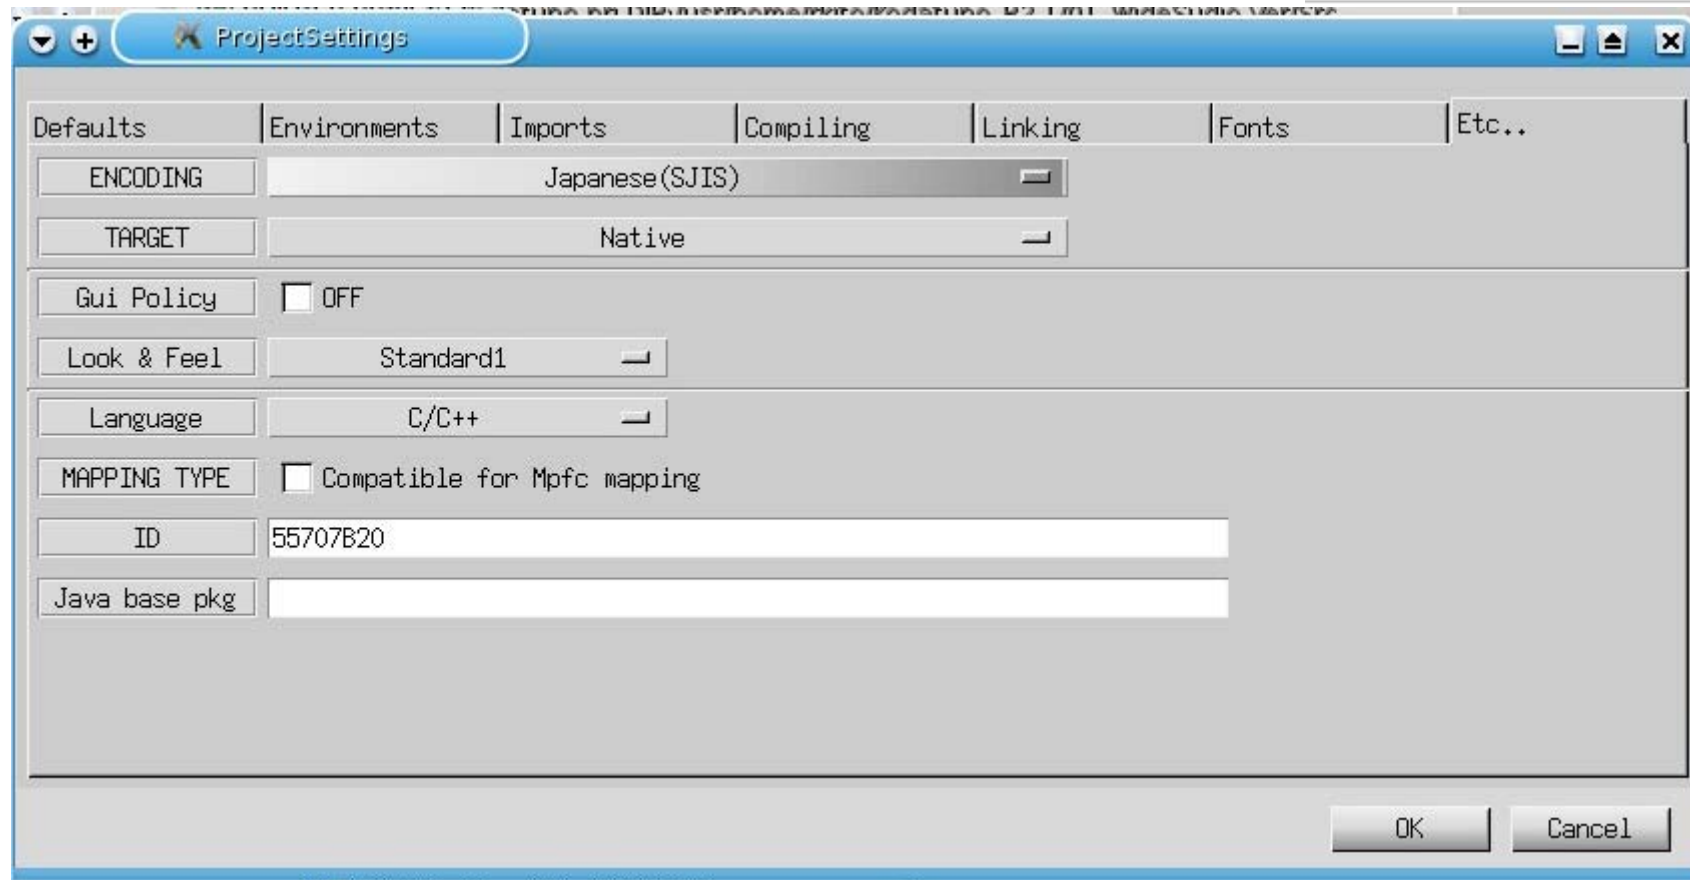 ProjectSettings
Defaults Environments Imports Compiling Linking Fonts Etc..
ENCODING Japanese(SJIS)
TARGET Native
Gui Policy OFF
Look & Feel Standard1
Language C/C++
MAPPING TYPE Compatible for Mpfc mapping
ID 55707B20
Java base pkg
OK Cancel